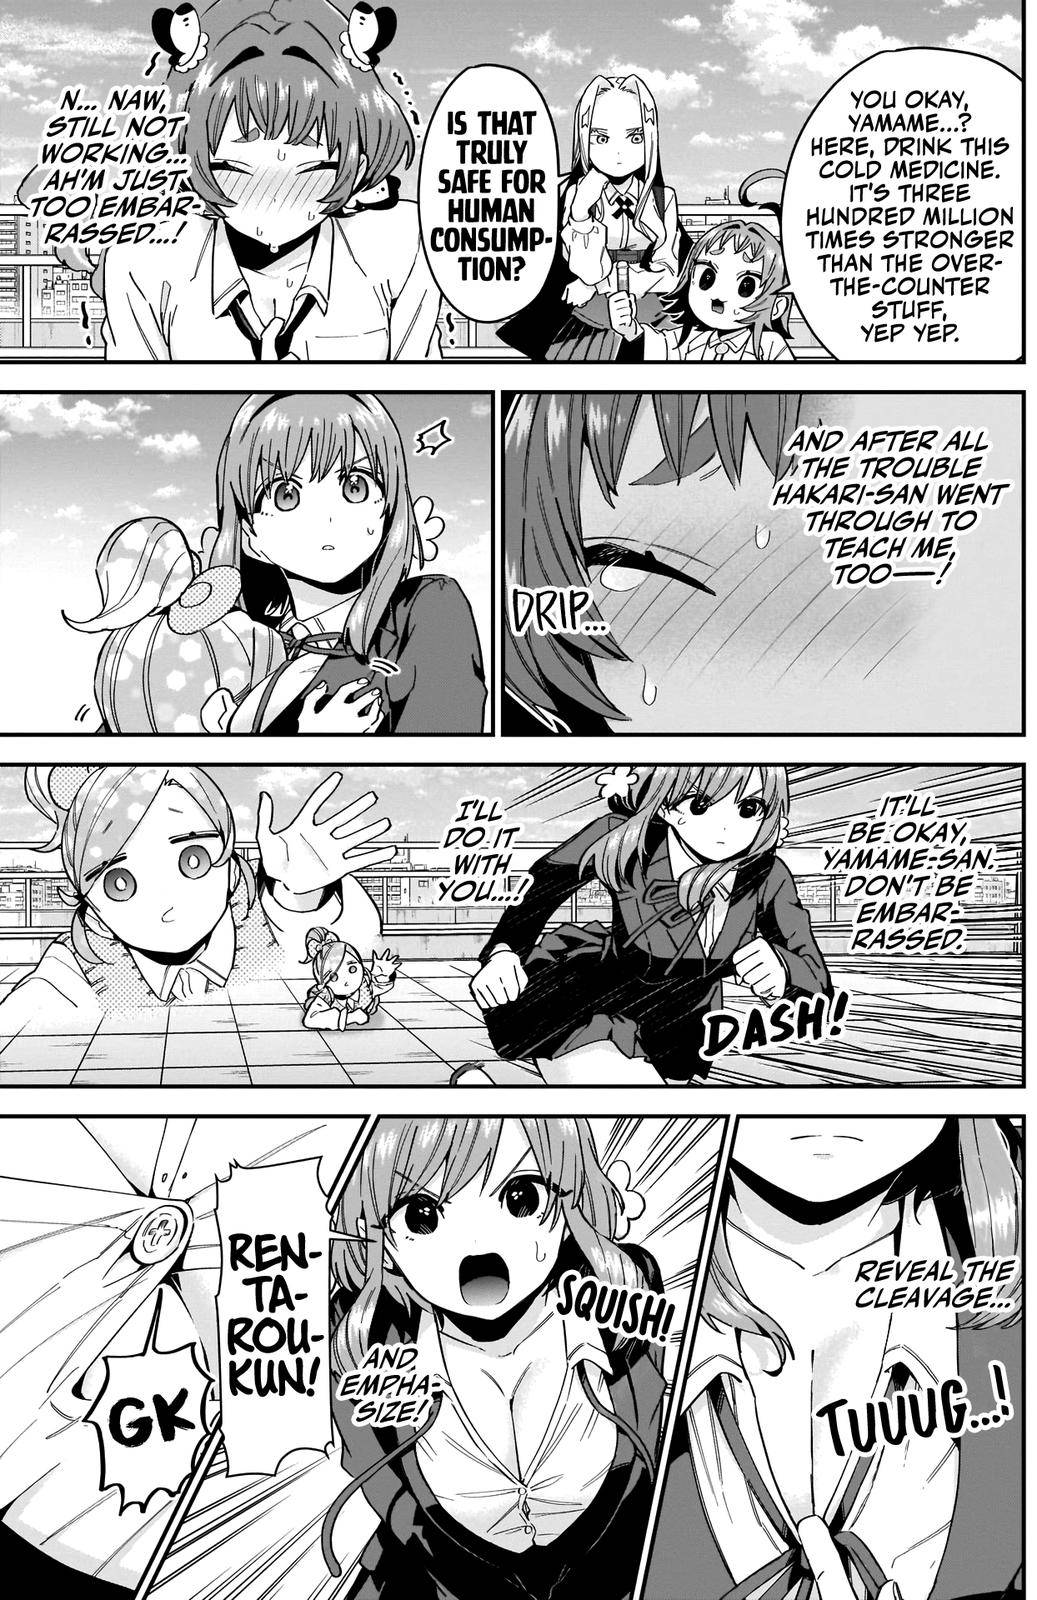 YOU OKAY,
YAMAME...?
HERE, DRINK THIS
COLD MEDICINE.
IT'S THREE
HUNDRED MILLION
TIMES STRONGER
THAN THE OVER-
THE-COUNTER
STUFF,
YEP YEP.
IS THAT
TRULY
SAFE FOR
HUMAN
CONSUMP-
TION?
N... NAW,
STILL NOT
WORKING...
AH'M JUST
TOO EMBAR-
RASSED...!
AND AFTER ALL
THE TROUBLE
HAKARI-SAN WENT
THROUGH TO
TEACH ME,
TOO—!
DRIP...
IT'LL
BE OKAY,
YAMAME-SAN.
DON'T BE
EMBAR-
RASSED.
DASH!
I'LL
DO IT
WITH
YOU...!
REVEAL THE
CLEAVAGE...
TUUUG...!
SQUISH!
AND
EMPHA-
SIZE!
REN-
TA-
ROU-
KUN!
GK